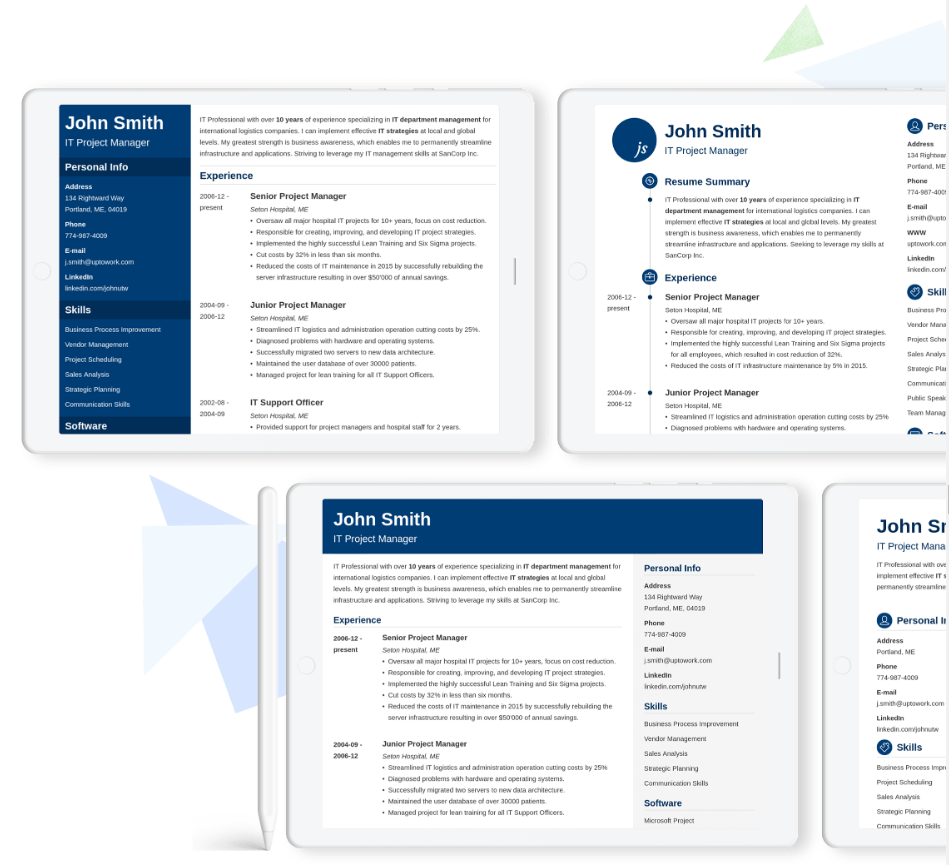 John Smith
IT Project Manager
Personal Info
Address
134 Rightward Way
Portland, ME, 04019
Phone
774-987-4009
E-mail
j.smith@uptowork.com
LinkedIn
linkedin.com/johnutw
Skills
Business Process Improvement
Vendor Management
Project Scheduling
Sales Analysis
Strategic Planning
Communication Skills
Software
IT Professional with over 10 years of experience specializing in IT department management for
international logistics companies. I can implement effective IT strategies at local and global
levels. My greatest strength is business awareness, which enables me to permanently streamline
infrastructure and applications. Striving to leverage my IT management skills at SanCorp Inc.
Experience
2006-12 -
present
Senior Project Manager
Seton Hospital, ME
• Oversaw all major hospital IT projects for 10+ years, focus on cost reduction.
• Responsible for creating, improving, and developing IT project strategies.
• Implemented the highly successful Lean Training and Six Sigma projects.
• Cut costs by 32% in less than six months.
• Reduced the costs of IT maintenance in 2015 by successfully rebuilding the
server infrastructure resulting in over $50'000 of annual savings.
2004-09 -
2006-12
Junior Project Manager
Seton Hospital, ME
• Streamlined IT logistics and administration operation cutting costs by 25%.
• Diagnosed problems with hardware and operating systems.
• Successfully migrated two servers to new data architecture.
• Maintained the user database of over 30000 patients.
• Managed project for lean training for all IT Support Officers.
2002-08 -
2004-09
IT Support Officer
Seton Hospital, ME
• Provided support for project managers and hospital staff for 2 years.
js
John Smith
IT Project Manager
Resume Summary
IT Professional with over 10 years of experience specializing in IT
department management for international logistics companies. I can
implement effective IT strategies at local and global levels. My greatest
strength is business awareness, which enables me to permanently
streamline infrastructure and applications. Seeking to leverage my skills at
SanCorp Inc.
Experience
2006-12 -
present
Senior Project Manager
Seton Hospital, ME
• Oversaw all major hospital IT projects for 10+ years.
• Responsible for creating, improving, and developing IT project strategies.
• Implemented the highly successful Lean Training and Six Sigma projects
for all employees, which resulted in cost reduction of 32%.
• Reduced the costs of IT infrastructure maintenance by 5% in 2015.
2004-09 -
2006-12
Junior Project Manager
Seton Hospital, ME
• Streamlined IT logistics and administration operation cutting costs by 25%
• Diagnosed problems with hardware and operating systems.
Pers
Address
134 Rightwar
Portland, ME
Phone
774-987-4009
E-mail
j.smith@upto
WWW
uptowork.con
LinkedIn
linkedin.com/
Skill
Business Pro
Vendor Mana
Project Sche
Sales Analys
Strategic Pla
Communicati
Public Speak
Team Manag
John Smith
IT Project Manager
IT Professional with over 10 years of experience specializing in IT department management for
international logistics companies. I can implement effective IT strategies at local and global
levels. My greatest strength is business awareness, which enables me to permanently streamline
infrastructure and applications. Striving to leverage my skills at SanCorp Inc.
Experience
2006-12 -
present
Senior Project Manager
Seton Hospital, ME
• Oversaw all major hospital IT projects for 10+ years, focus on cost reduction.
• Responsible for creating, improving, and developing IT project strategies.
• Implemented the highly successful Lean Training and Six Sigma projects.
• Cut costs by 32% in less than six months.
• Reduced the costs of IT maintenance in 2015 by successfully rebuilding the
server infrastructure resulting in over $50'000 of annual savings.
2004-09 -
2006-12
Junior Project Manager
Seton Hospital, ME
• Streamlined IT logistics and administration operation cutting costs by 25%
• Diagnosed problems with hardware and operating systems.
• Successfully migrated two servers to new data architecture.
• Maintained the user database of over 30000 patients.
• Managed project for lean training for all IT Support Officers.
Personal Info
Address
134 Rightward Way
Portland, ME, 04019
Phone
774-987-4009
E-mail
j.smith@uptowork.com
LinkedIn
linkedin.com/johnutw
Skills
Business Process Improvement
Vendor Management
Sales Analysis
Strategic Planning
Communication Skills
Software
Microsoft Project
John Sr
IT Project Mana
IT Professional with ove
implement effective IT s
permanently streamline
Personal In
Address
Portland, ME
Phone
774-987-4009
E-mail
j.smith@uptowork.com
LinkedIn
linkedin.com/johnutw
Skills
Business Process Impr
Project Scheduling
Sales Analysis
Strategic Planning
Communication Skills